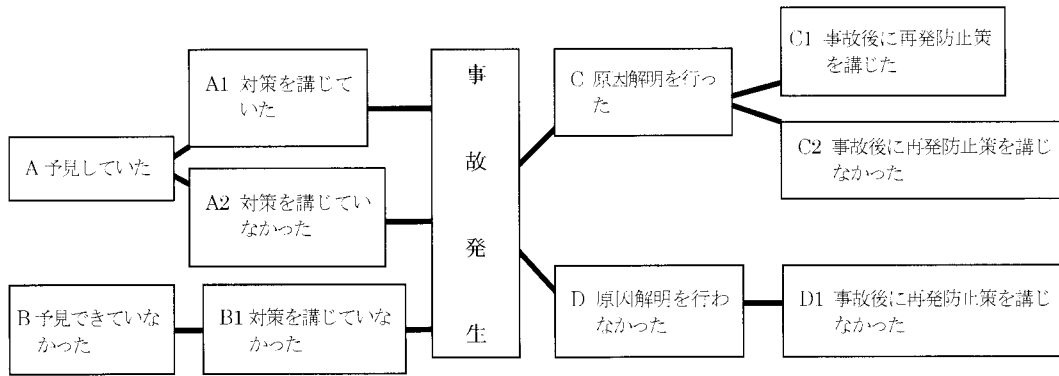 A 予見していた
A1 対策を講じて
いた
A2 対策を講じてい
なかった
B 予見できていな
かった
B1 対策を講じていな
かった
事
故
発
生
C 原因解明を行っ
た
C1 事故後に再発防止策
を講じた
C2 事故後に再発防止策を講じ
なかった
D 原因解明を行わ
なかった
D1 事故後に再発防止策を講じ
なかった